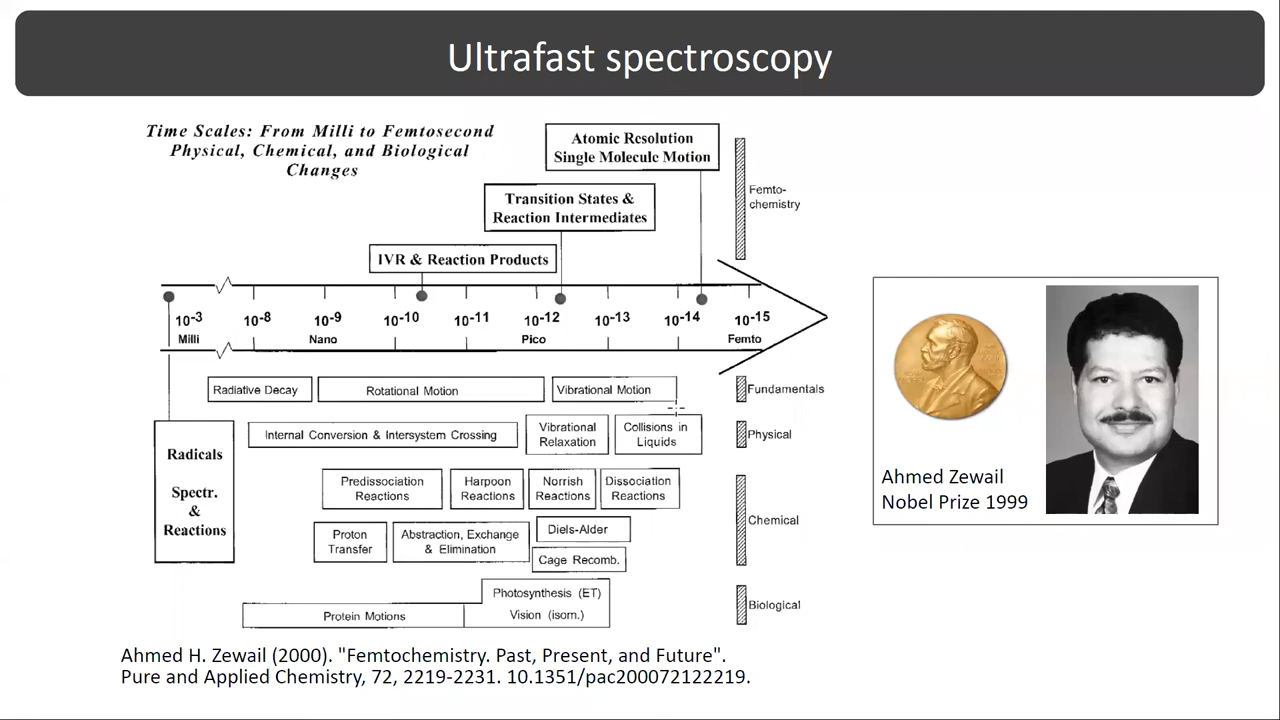 Ultrafast spectroscopy
Time Scales: From Milli to Femtosecond
Physical, Chemical, and Biological
Changes
Atomic Resolution
Single Molecule Motion
Transition States &
Reaction Intermediates
IVR & Reaction Products
Femto-
chemistry
10-3
10-8
10-9
10-10
10-11
10-12
10-13
10-14
10-15
Milli
Nano
Pico
Femto
Radiative Decay
Rotational Motion
Vibrational Motion
Fundamentals
Internal Conversion & Intersystem Crossing
Vibrational
Relaxation
Collisions in
Liquids
Physical
Radicals
Spectr.
&
Reactions
Predissociation
Reactions
Harpoon
Reactions
Norrish
Reactions
Dissociation
Reactions
Proton
Transfer
Abstraction, Exchange
& Elimination
Diels-Alder
Cage Recomb.
Chemical
Photosynthesis (ET)
Protein Motions
Vision (isom.)
Biological
Ahmed Zewail
Nobel Prize 1999
Ahmed H. Zewail (2000). "Femtochemistry. Past, Present, and Future".
Pure and Applied Chemistry, 72, 2219-2231. 10.1351/pac200072122219.